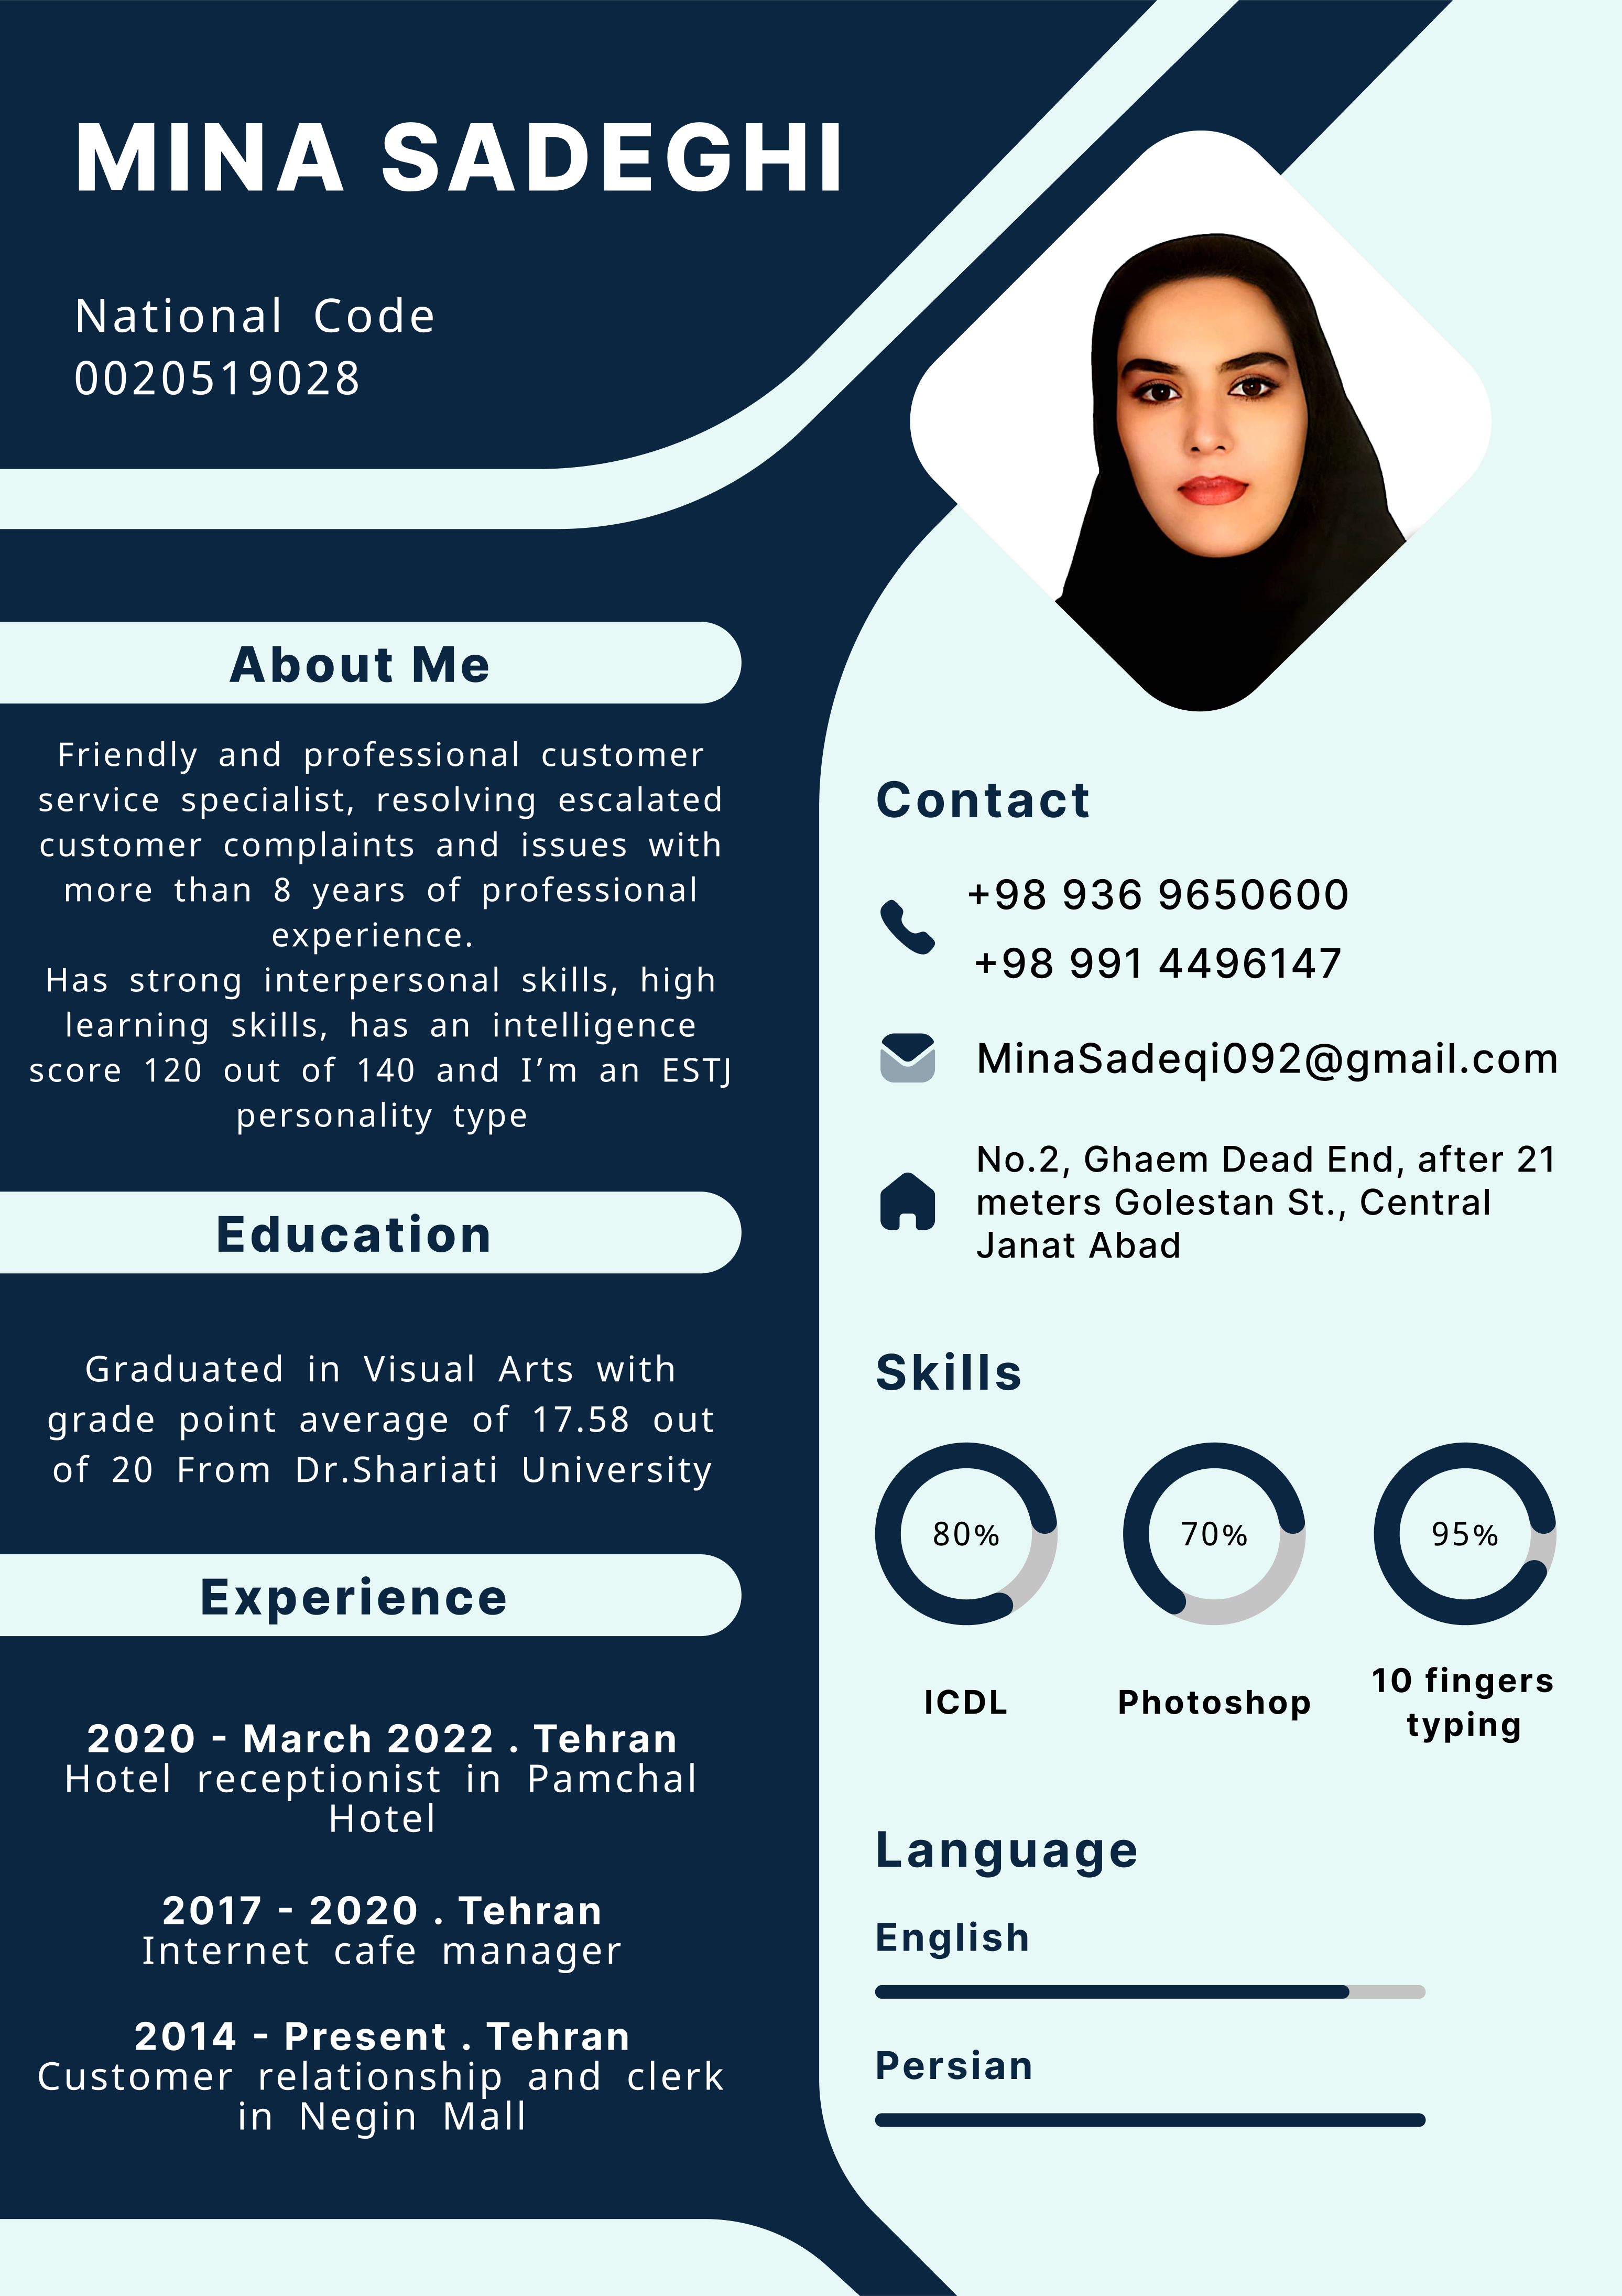 MINA SADEGHI
National Code
0020519028
About Me
Friendly and professional customer
service specialist, resolving escalated
customer complaints and issues with
more than 8 years of professional
experience.
Has strong interpersonal skills, high
learning skills, has an intelligence
score 120 out of 140 and I’m an ESTJ
personality type
Education
Graduated in Visual Arts with
grade point average of 17.58 out
of 20 From Dr.Shariati University
Experience
2020 - March 2022 . Tehran
Hotel receptionist in Pamchal
Hotel
2017 - 2020 . Tehran
Internet cafe manager
2014 - Present . Tehran
Customer relationship and clerk
in Negin Mall
Contact
+98 936 9650600
+98 991 4496147
MinaSadeqi092@gmail.com
No.2, Ghaem Dead End, after 21
meters Golestan St., Central
Janat Abad
Skills
80%
70%
95%
ICDL
Photoshop
10 fingers
typing
Language
English
Persian